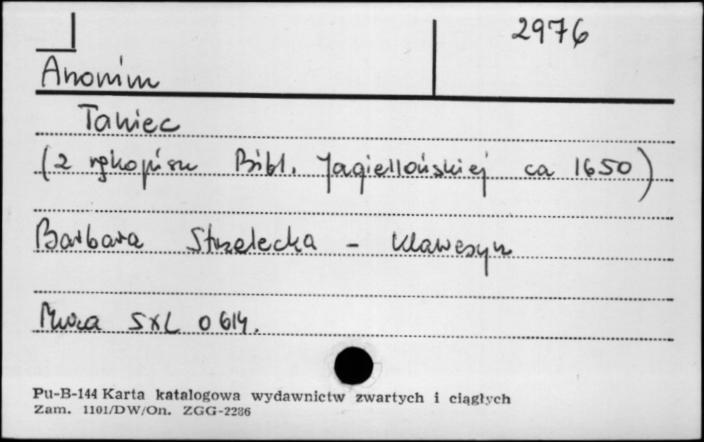 2976
Anonim
Taniec
(z rękopisu Bibl. Jagiellońskiej ca 1650)
Barbara Strzelecka - klawesyn
Muza SXL 0614.
Pu-B-144 Karta katalogowa wydawnictw zwartych i ciągłych
Zam. 1101/DW/On. ZGG-2286